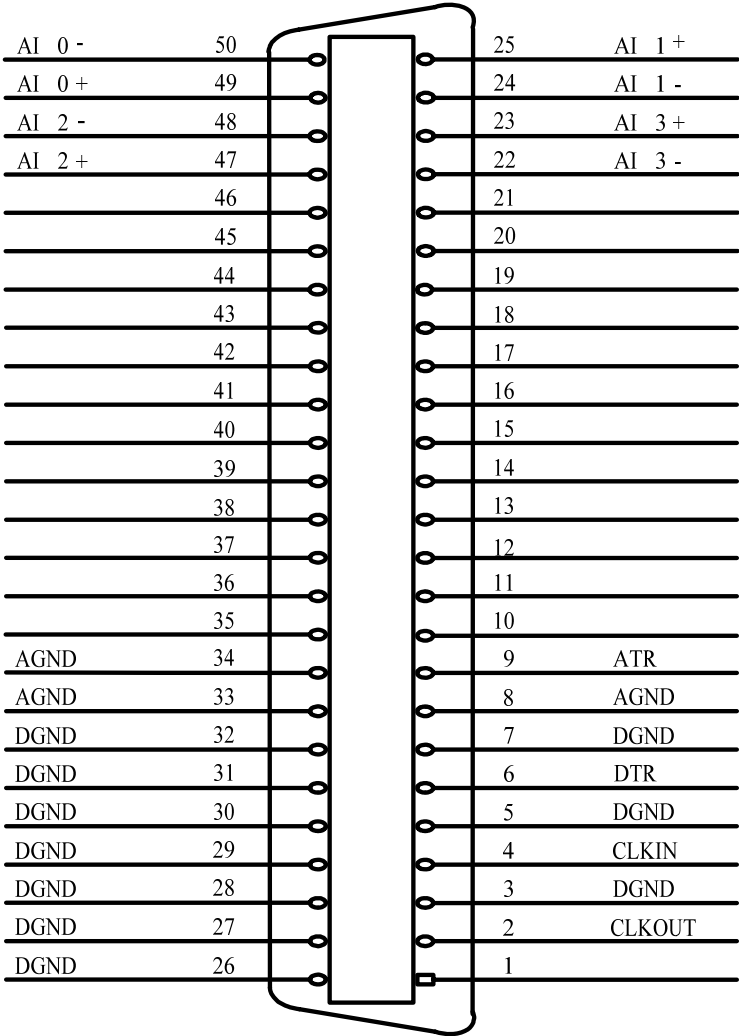 AI 0- 50 25 AI 1+
AI 0+ 49 24 AI 1-
AI 2- 48 23 AI 3+
AI 2+ 47 22 AI 3-
46 21
45 20
44 19
43 18
42 17
41 16
40 15
39 14
38 13
37 12
36 11
35 10
AGND 34 9 ATR
AGND 33 8 AGND
DGND 32 7 DGND
DGND 31 6 DTR
DGND 30 5 DGND
DGND 29 4 CLKIN
DGND 28 3 DGND
DGND 27 2 CLKOUT
DGND 26 1